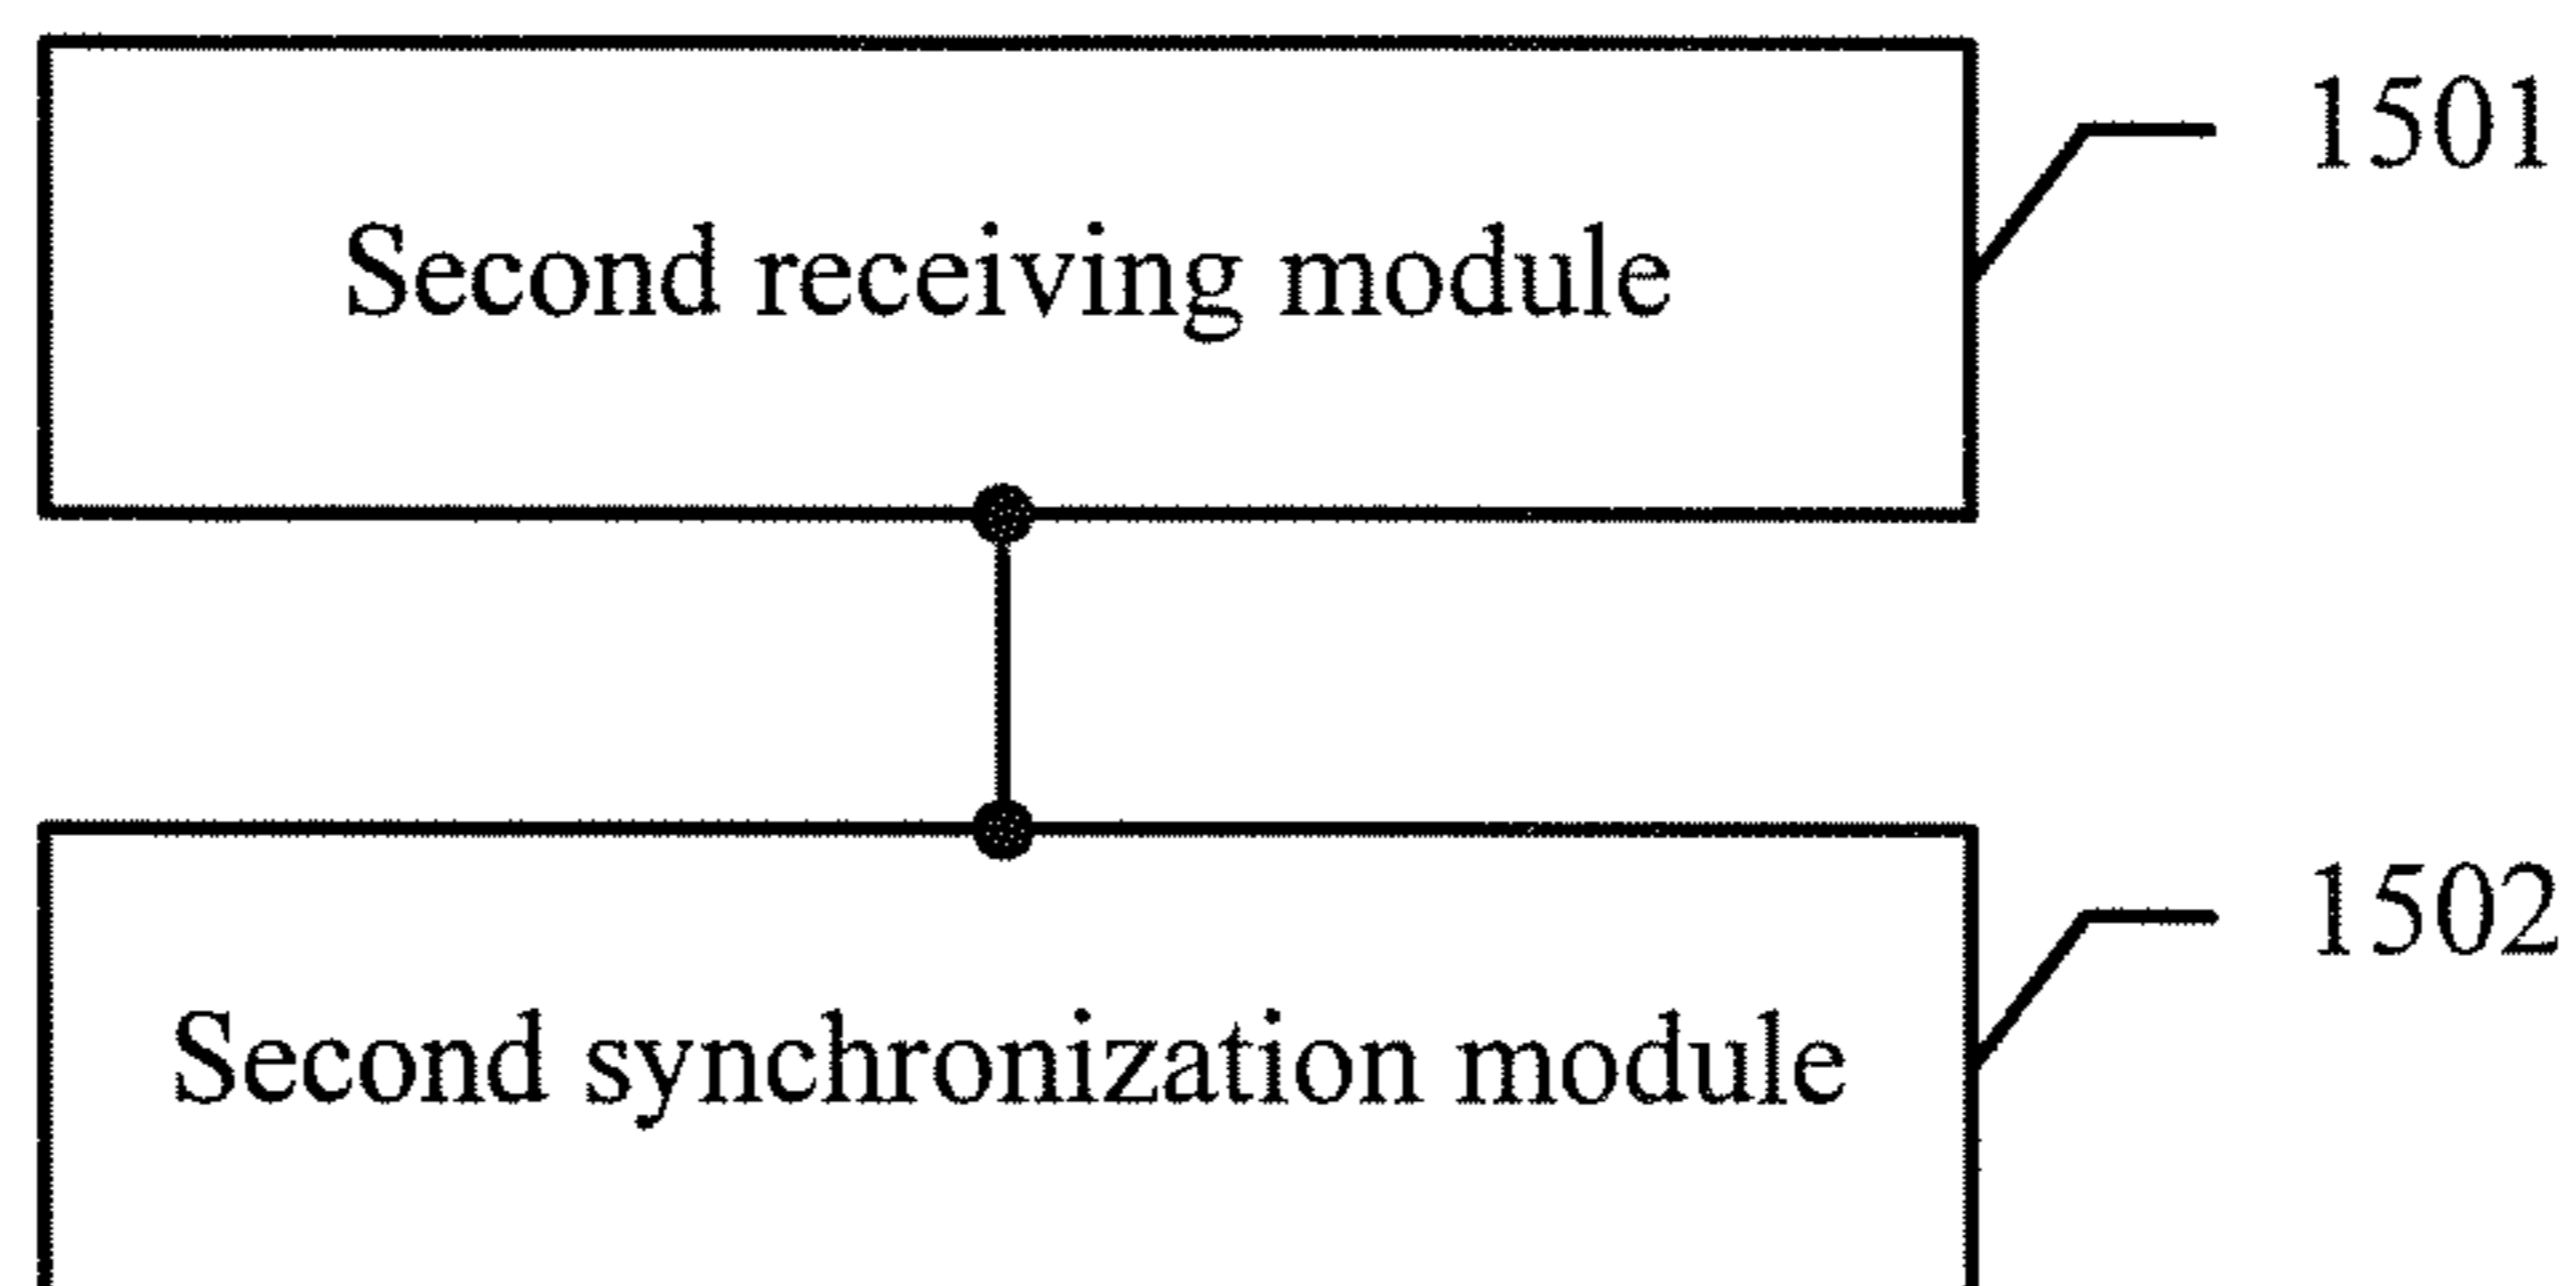 1501
Second receiving module
1502
Second synchronization module